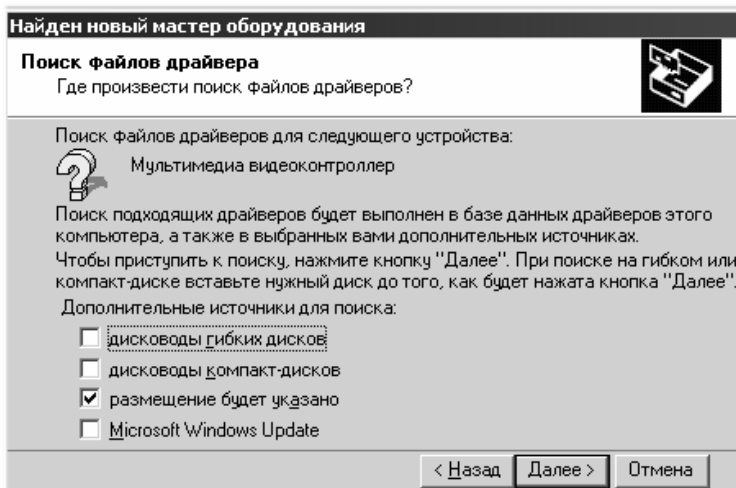 Найден новый мастер оборудования
Поиск файлов драйвера
Где произвести поиск файлов драйверов?
Поиск файлов драйверов для следующего устройства:
Мультимедиа видеоконтроллер
Поиск подходящих драйверов будет выполнен в базе данных драйверов этого
компьютера, а также в выбранных вами дополнительных источниках.
Чтобы приступить к поиску, нажмите кнопку "Далее". При поиске на гибком или
компакт-диске вставьте нужный диск до того, как будет нажата кнопка "Далее".
Дополнительные источники для поиска:
дисководы гибких дисков
дисководы компакт-дисков
размещение будет указано
Microsoft Windows Update
< Назад Далее > Отмена